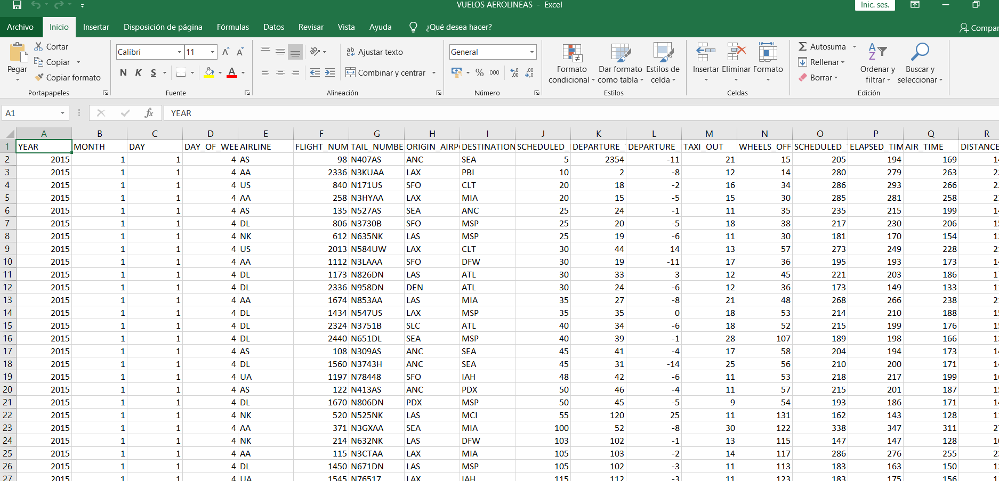 VUELOS AEROLINEAS - Excel
Inic. ses.
Archivo Inicio Insertar Disposición de página Fórmulas Datos Revisar Vista Ayuda ¿Qué desea hacer? Compar
Pegar
Cortar
Copiar
Copiar formato
Portapapeles
Calibri 11
N K S
Fuente
Ajustar texto
Combinar y centrar
Alineación
General
% 000
Número
Formato condicional
Dar formato como tabla
Estilos de celda
Estilos
Insertar Eliminar Formato
Celdas
Autosuma
Rellenar
Borrar
Ordenar y filtrar
Buscar y seleccionar
Edición
A1 fx YEAR
A B C D E F G H I J K L M N O P Q R
1 YEAR MONTH DAY DAY_OF_WEE AIRLINE FLIGHT_NUM TAIL_NUMBE ORIGIN_AIRPO DESTINATION SCHEDULED_ DEPARTURE_ DEPARTURE_ TAXI_OUT WHEELS_OFF SCHEDULED_ ELAPSED_TIM AIR_TIME DISTANCE
2 2015 1 1 4 AS 98 N407AS ANC SEA 5 2354 -11 21 15 205 194 169 14
3 2015 1 1 4 AA 2336 N3KUAA LAX PBI 10 2 -8 12 14 280 279 263 2
4 2015 1 1 4 US 840 N171US SFO CLT 20 18 -2 16 34 286 293 266 2
5 2015 1 1 4 AA 258 N3HYAA LAX MIA 20 15 -5 15 30 285 281 258 2
6 2015 1 1 4 AS 135 N527AS SEA ANC 25 24 -1 11 35 235 215 199 14
7 2015 1 1 4 DL 806 N3730B SFO MSP 25 20 -5 18 38 217 230 206 15
8 2015 1 1 4 NK 612 N635NK LAS MSP 25 19 -6 11 30 181 170 154 12
9 2015 1 1 4 US 2013 N584UW LAX CLT 30 44 14 13 57 273 249 228 2
10 2015 1 1 4 AA 1112 N3LAAA SFO DFW 30 19 -11 17 36 195 193 173 14
11 2015 1 1 4 DL 1173 N826DN LAS ATL 30 33 3 12 45 221 203 186 17
12 2015 1 1 4 DL 2336 N958DN DEN ATL 30 24 -6 12 36 173 149 133 1
13 2015 1 1 4 AA 1674 N853AA LAS MIA 35 27 -8 21 48 268 266 238 2
14 2015 1 1 4 DL 1434 N547US LAX MSP 35 35 0 18 53 214 210 188 15
15 2015 1 1 4 DL 2324 N3751B SLC ATL 40 34 -6 18 52 215 199 176 15
16 2015 1 1 4 DL 2440 N651DL SEA MSP 40 39 -1 28 107 189 198 166 1
17 2015 1 1 4 AS 108 N309AS ANC SEA 45 41 -4 17 58 204 194 173 14
18 2015 1 1 4 DL 1560 N3743H ANC SEA 45 31 -14 25 56 210 200 171 14
19 2015 1 1 4 UA 1197 N78448 SFO IAH 48 42 -6 11 53 218 217 199 16
20 2015 1 1 4 AS 122 N413AS ANC PDX 50 46 -4 11 57 215 201 187 15
21 2015 1 1 4 DL 1670 N806DN PDX MSP 50 45 -5 9 54 193 186 171 14
22 2015 1 1 4 NK 520 N525NK LAS MCI 55 120 25 11 131 162 143 128 1
23 2015 1 1 4 AA 371 N3GXAA SEA MIA 100 52 -8 30 122 338 347 311 2
24 2015 1 1 4 NK 214 N632NK LAS DFW 103 102 -1 13 115 147 147 128 1
25 2015 1 1 4 AA 115 N3CTAA LAX MIA 105 103 -2 14 117 286 276 255 2
26 2015 1 1 4 DL 1450 N671DN LAS MSP 105 102 -3 11 113 183 163 150 1
27 2015 1 1 4 UA 1545 N76517 LAX IAH 115 112 -3 11 123 183 175 156